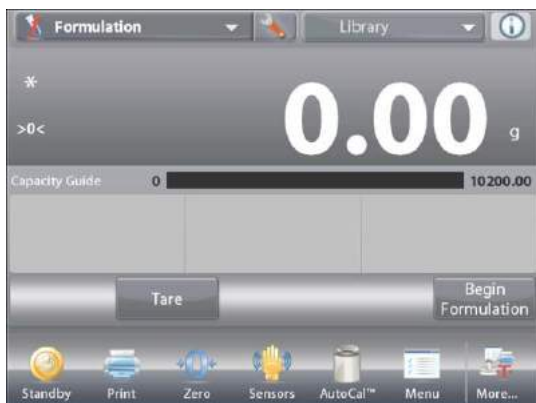 Formulation
Library
*
>0<
0.00 g
Capacity Guide 0 10200.00
Tare
Begin
Formulation
Standby Print Zero Sensors AutoCal™ Menu More...